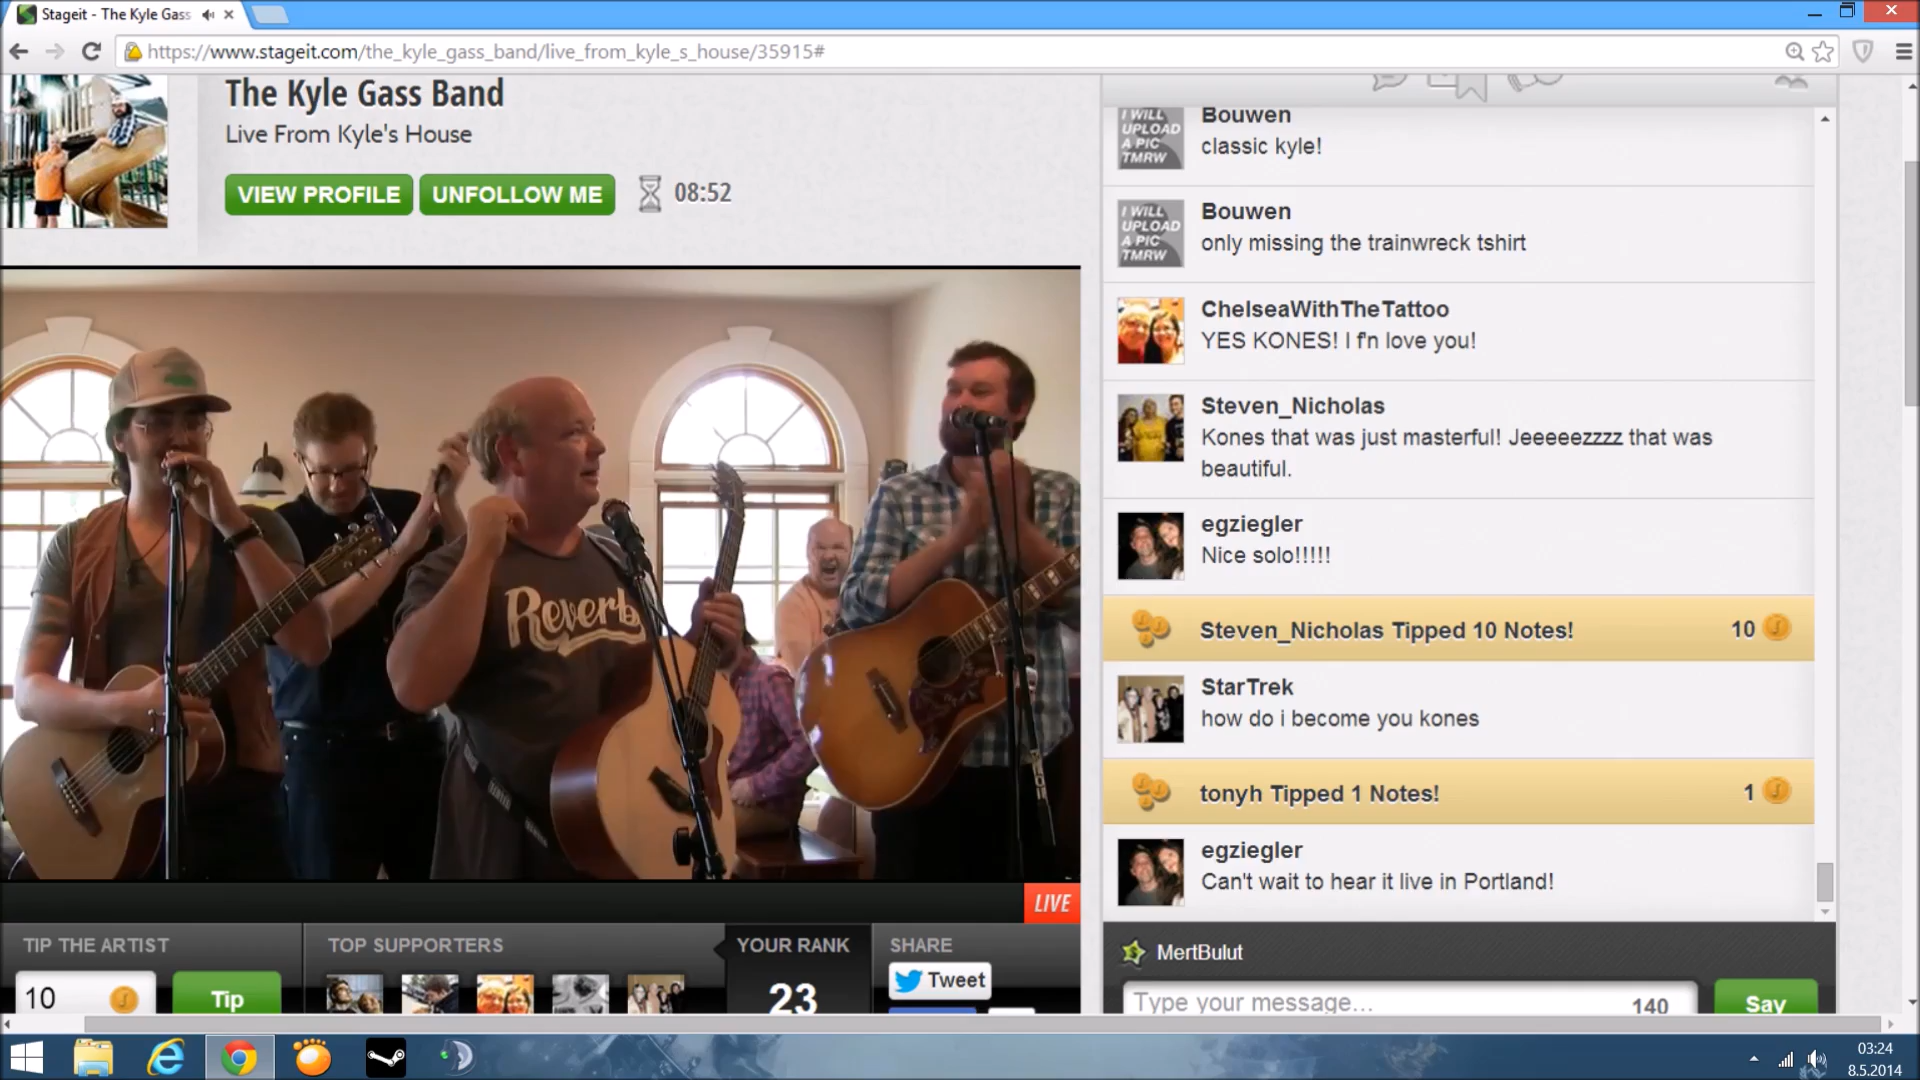 Stageit - The Kyle Gass
https://www.stageit.com/the_kyle_gass_band/live_from_kyle_s_house/35915#
The Kyle Gass Band
Live From Kyle's House
VIEW PROFILE
UNFOLLOW ME
08:52
Reverb
LIVE
TIP THE ARTIST
10
Tip
TOP SUPPORTERS
YOUR RANK
23
SHARE
Tweet
I WILL UPLOAD A PIC TMRW
Bouwen
classic kyle!
I WILL UPLOAD A PIC TMRW
Bouwen
only missing the trainwreck tshirt
ChelseaWithTheTattoo
YES KONES! I f'n love you!
Steven_Nicholas
Kones that was just masterful! Jeeeeezzzz that was
beautiful.
egziegler
Nice solo!!!!!
Steven_Nicholas Tipped 10 Notes! 10
StarTrek
how do i become you kones
tonyh Tipped 1 Notes! 1
egziegler
Can't wait to hear it live in Portland!
MertBulut
Type your message... 140
Say
03:24
8.5.2014